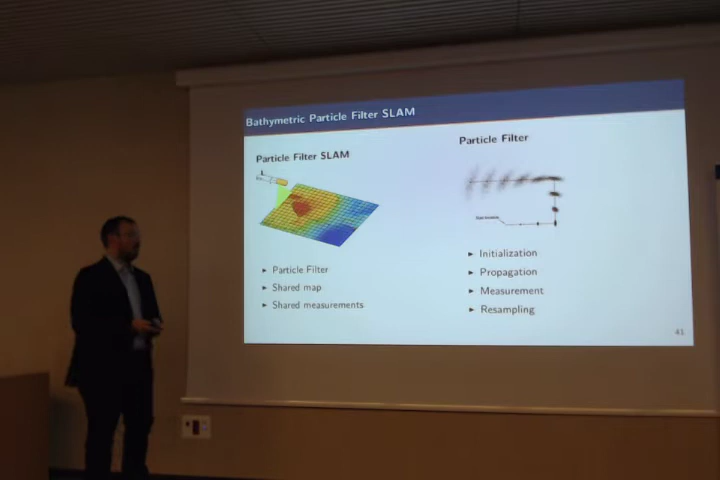 Bathymetric Particle Filter SLAM
Particle Filter SLAM
▸ Particle Filter
▸ Shared map
▸ Shared measurements
Particle Filter
▸ Initialization
▸ Propagation
▸ Measurement
▸ Resampling
41